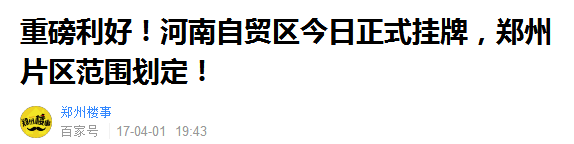 重磅利好！河南自贸区今日正式挂牌，郑州
片区范围划定！
郑州楼事
百家号 17-04-01 19:43